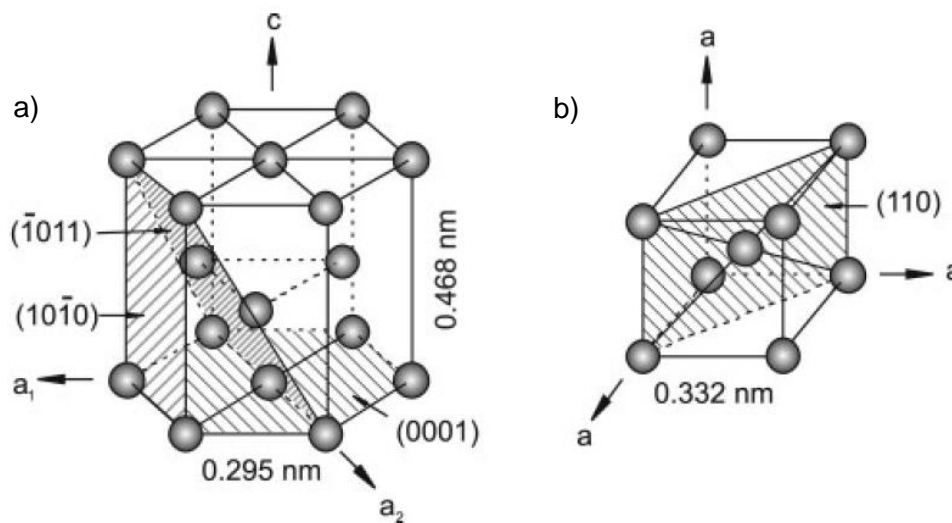 a)
c
(1̅011)
(101̅0)
a₁
0.468 nm
(0001)
0.295 nm
a₂
b)
a
(110)
a
0.332 nm
a